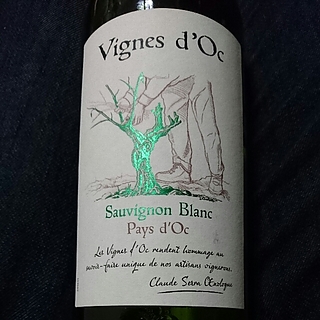 Vignes d'Oc
Sauvignon Blanc
Pays d'Oc
Les Vignes d'Oc rendent hommage au
savoir-faire unique de nos artisans vignerons.
Claude Serra Œnologue